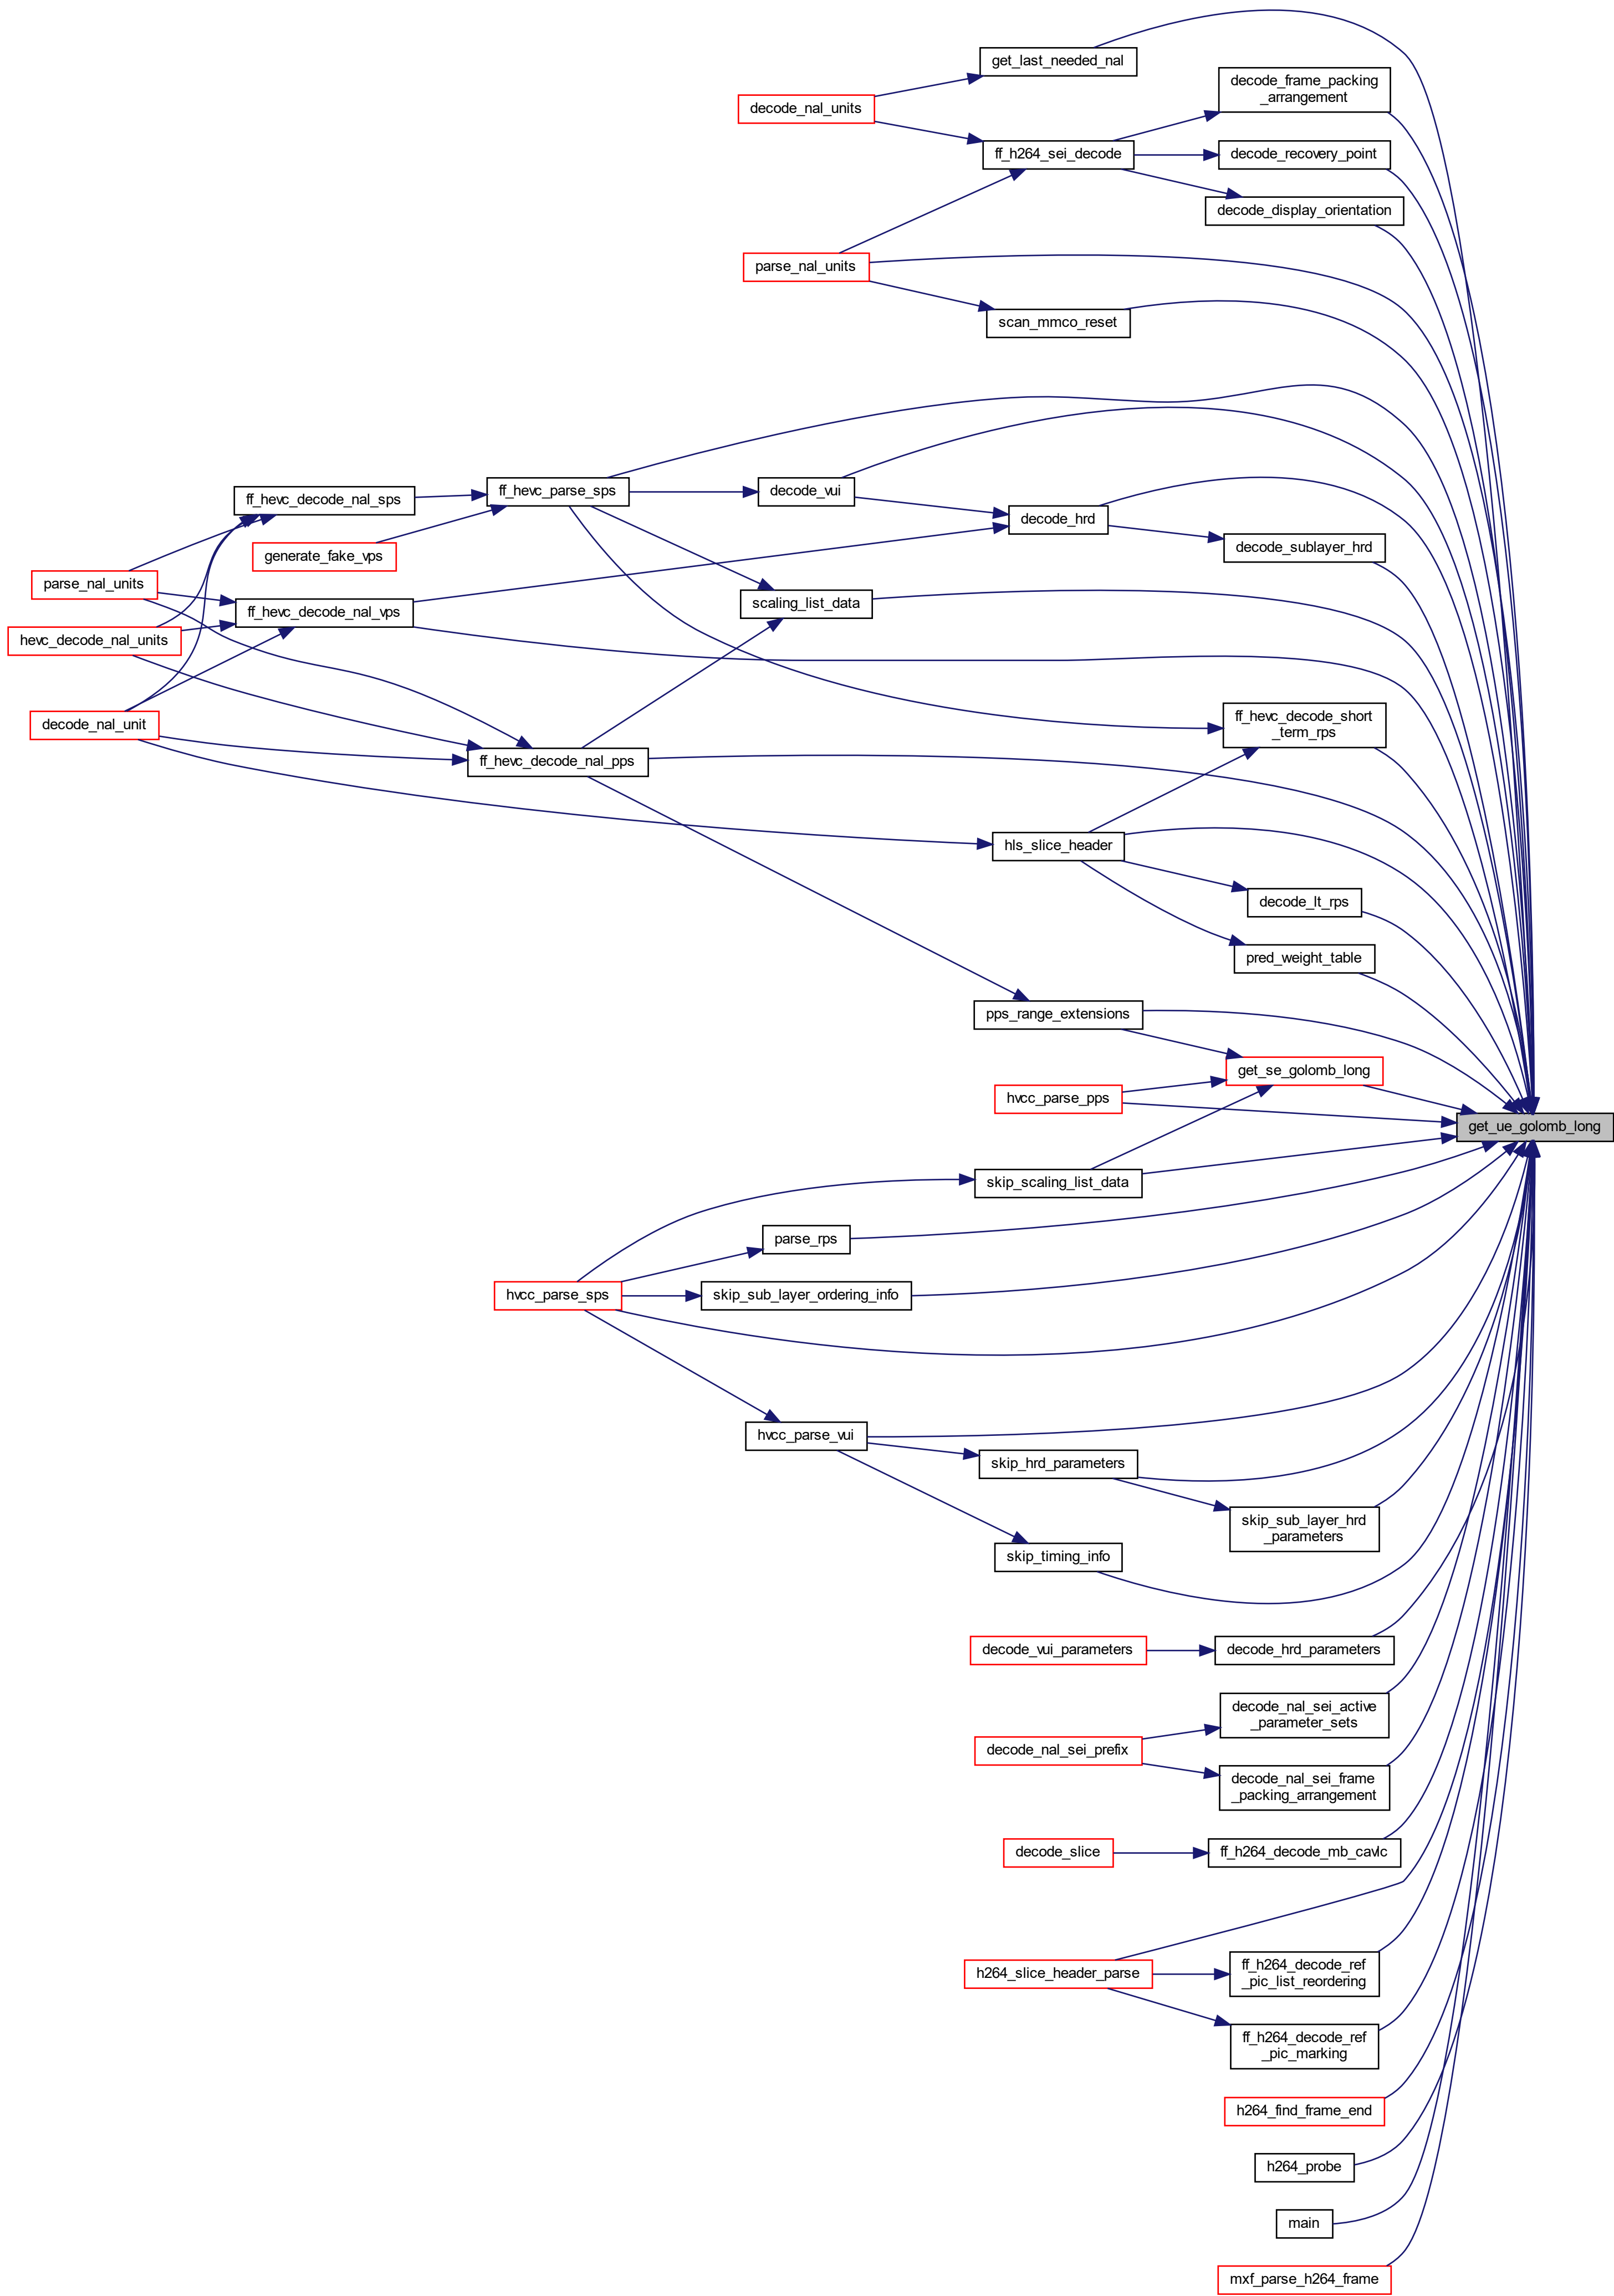 get_last_needed_nal
decode_frame_packing
_arrangement
decode_nal_units
ff_h264_sei_decode
decode_recovery_point
decode_display_orientation
parse_nal_units
scan_mmco_reset
ff_hevc_decode_nal_sps
ff_hevc_parse_sps
decode_vui
decode_hrd
generate_fake_vps
decode_sublayer_hrd
parse_nal_units
ff_hevc_decode_nal_vps
scaling_list_data
hevc_decode_nal_units
decode_nal_unit
ff_hevc_decode_short
_term_rps
ff_hevc_decode_nal_pps
hls_slice_header
decode_lt_rps
pred_weight_table
pps_range_extensions
get_se_golomb_long
hvcc_parse_pps
get_ue_golomb_long
skip_scaling_list_data
parse_rps
hvcc_parse_sps
skip_sub_layer_ordering_info
hvcc_parse_vui
skip_hrd_parameters
skip_sub_layer_hrd
_parameters
skip_timing_info
decode_vui_parameters
decode_hrd_parameters
decode_nal_sei_active
_parameter_sets
decode_nal_sei_prefix
decode_nal_sei_frame
_packing_arrangement
decode_slice
ff_h264_decode_mb_cavlc
h264_slice_header_parse
ff_h264_decode_ref
_pic_list_reordering
ff_h264_decode_ref
_pic_marking
h264_find_frame_end
h264_probe
main
mxf_parse_h264_frame